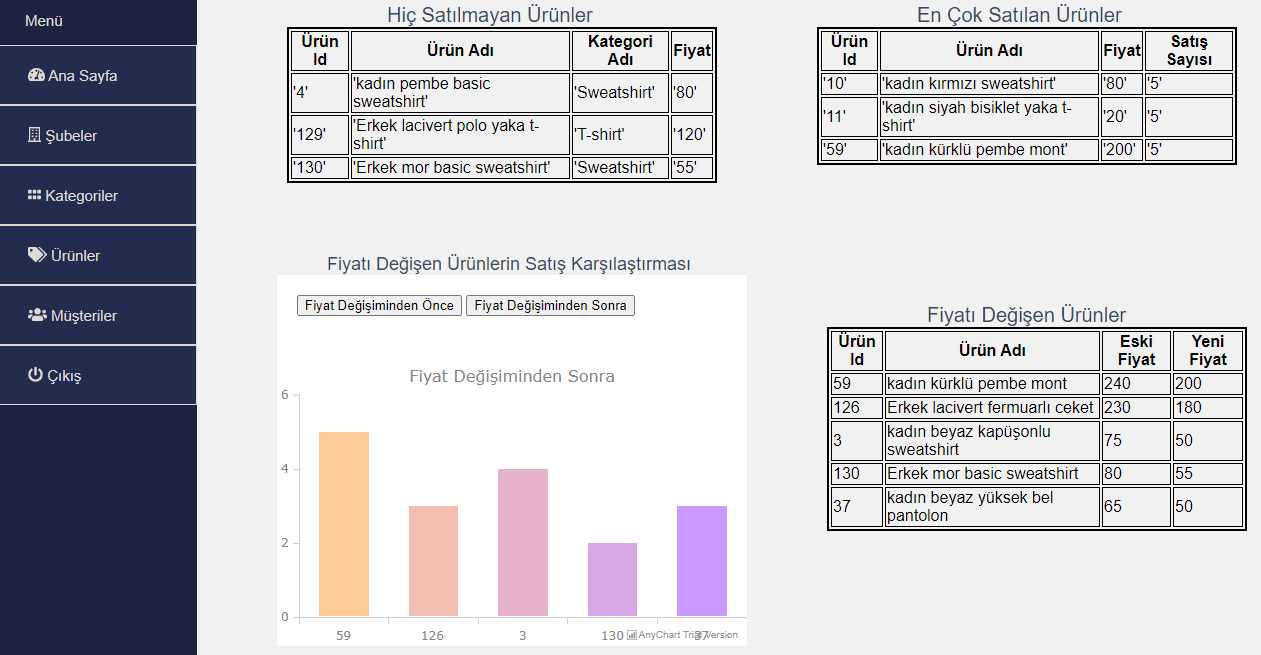 Menü
Ana Sayfa
Şubeler
Kategoriler
Ürünler
Müşteriler
Çıkış
Hiç Satılmayan Ürünler
Ürün Id Ürün Adı Kategori Adı Fiyat
'4' 'kadın pembe basic sweatshirt' 'Sweatshirt' '80'
'129' 'Erkek lacivert polo yaka t-shirt' 'T-shirt' '120'
'130' 'Erkek mor basic sweatshirt' 'Sweatshirt' '55'
En Çok Satılan Ürünler
Ürün Id Ürün Adı Fiyat Satış Sayısı
'10' 'kadın kırmızı sweatshirt' '80' '5'
'11' 'kadın siyah bisiklet yaka t-shirt' '20' '5'
'59' 'kadın kürklü pembe mont' '200' '5'
Fiyatı Değişen Ürünlerin Satış Karşılaştırması
Fiyat Değişiminden Önce Fiyat Değişiminden Sonra
Fiyat Değişiminden Sonra
6
4
2
0
59 126 3 130 37
AnyChart Trial Version
Fiyatı Değişen Ürünler
Ürün Id Ürün Adı Eski Fiyat Yeni Fiyat
59 kadın kürklü pembe mont 240 200
126 Erkek lacivert fermuarlı ceket 230 180
3 kadın beyaz kapüşonlu sweatshirt 75 50
130 Erkek mor basic sweatshirt 80 55
37 kadın beyaz yüksek bel pantolon 65 50